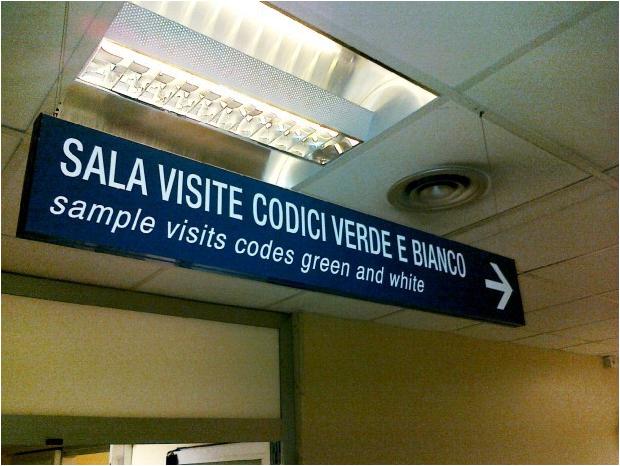 SALA VISITE CODICI VERDE E BIANCO
sample visits codes green and white